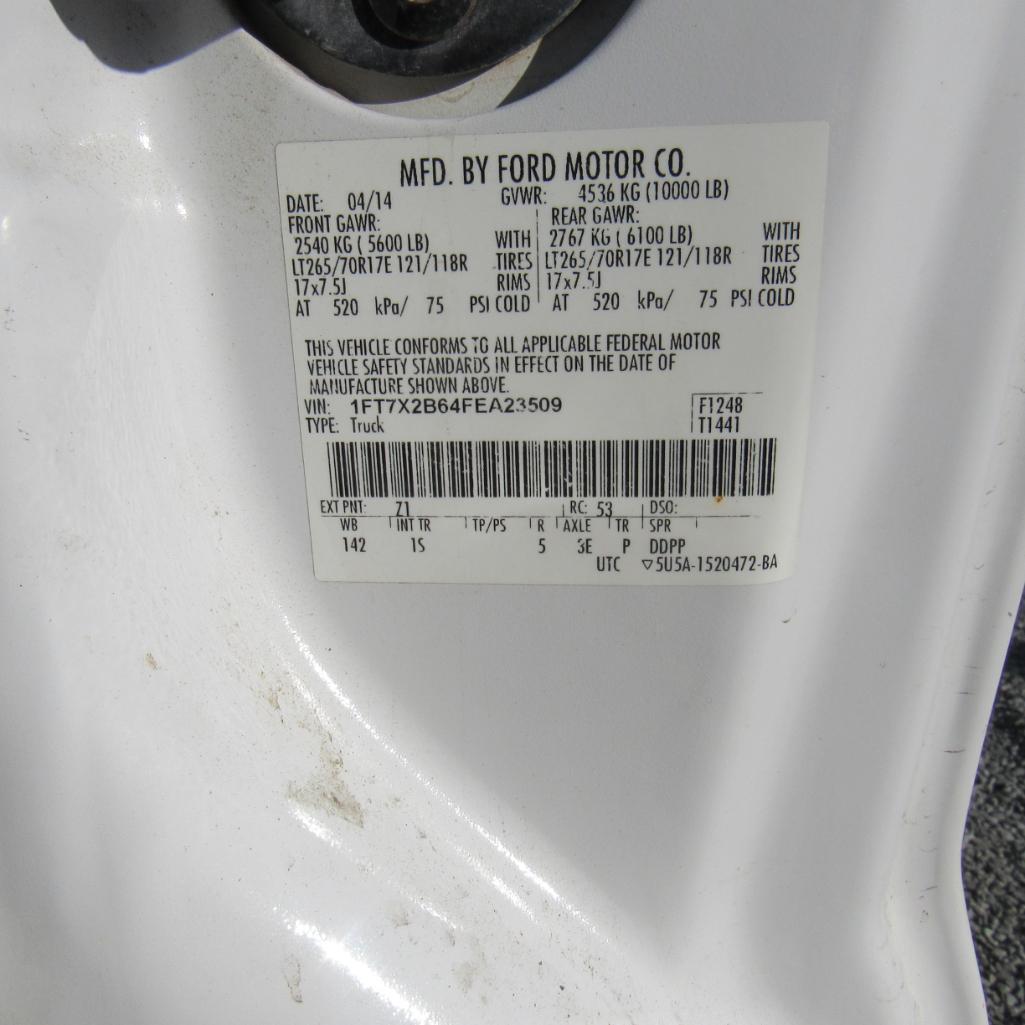 MFD. BY FORD MOTOR CO.
DATE: 04/14 GVWR: 4536 KG (10000 LB)
FRONT GAWR: REAR GAWR:
2540 KG ( 5600 LB) WITH 2767 KG ( 6100 LB) WITH
LT265/70R17E 121/118R TIRES LT265/70R17E 121/118R TIRES
17x7.5J RIMS 17x7.5J RIMS
AT 520 kPa/ 75 PSI COLD AT 520 kPa/ 75 PSI COLD
THIS VEHICLE CONFORMS TO ALL APPLICABLE FEDERAL MOTOR
VEHICLE SAFETY STANDARDS IN EFFECT ON THE DATE OF
MANUFACTURE SHOWN ABOVE.
VIN: 1FT7X2B64FEA23509 F1248
TYPE: Truck T1441
EXT PNT: Z1 RC: 53 DSO:
WB INT TR TP/PS R AXLE TR SPR
142 1S 5 3E P DDPP
UTC ▽5U5A-1520472-BA